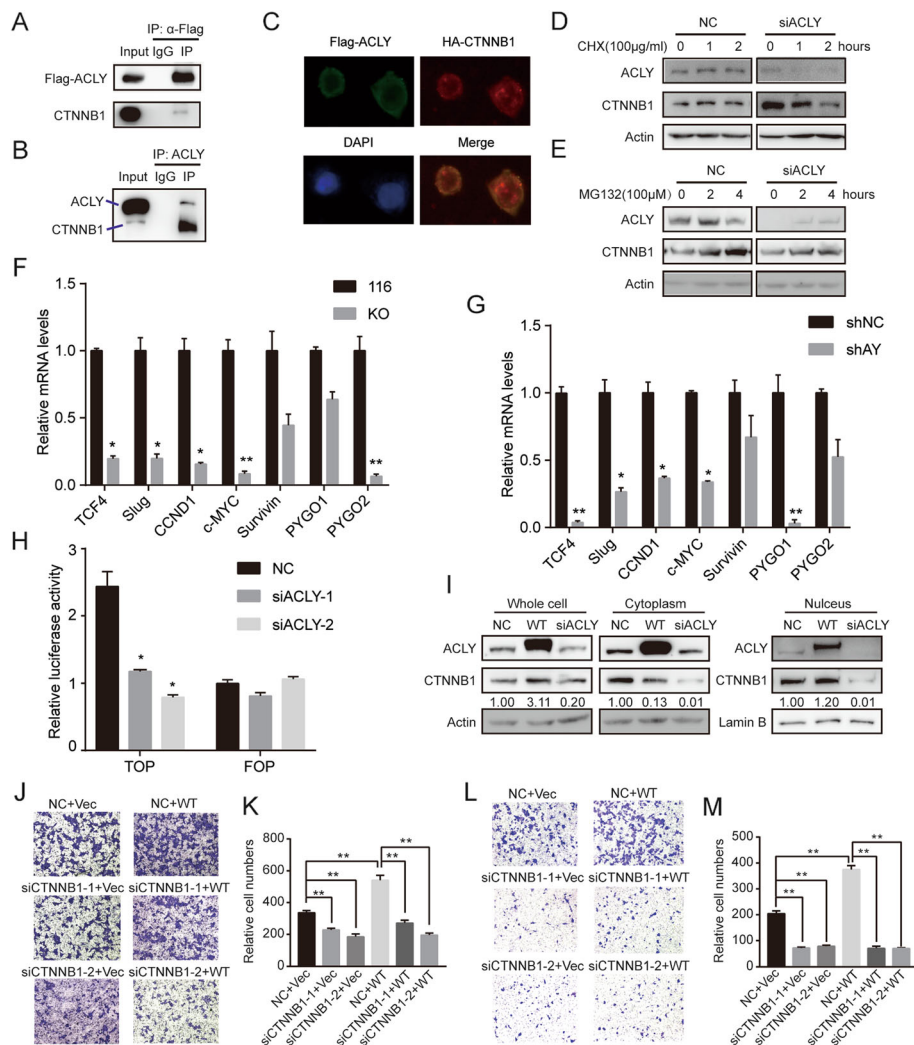 A
IP: α-Flag
Input IgG IP
Flag-ACLY
CTNNB1
B
IP: ACLY
Input IgG IP
ACLY
CTNNB1
C
Flag-ACLY HA-CTNNB1
DAPI Merge
D
NC siACLY
CHX(100μg/ml) 0 1 2 0 1 2 hours
ACLY
CTNNB1
Actin
E
NC siACLY
MG132(100μM) 0 2 4 0 2 4 hours
ACLY
CTNNB1
Actin
F
116
KO
Relative mRNA levels
1.5
1.0
0.5
0.0
* * * ** **
TCF4 Slug CCND1 c-MYC Survivin PYGO1 PYGO2
G
shNC
shAY
Relative mRNA levels
1.5
1.0
0.5
0.0
** * * * **
TCF4 Slug CCND1 c-MYC Survivin PYGO1 PYGO2
H
NC
siACLY-1
siACLY-2
Relative luciferase activity
3
2
1
0
* *
TOP FOP
I
Whole cell Cytoplasm Nulceus
NC WT siACLY NC WT siACLY NC WT siACLY
ACLY ACLY
CTNNB1 CTNNB1
1.00 3.11 0.20 1.00 0.13 0.01 1.00 1.20 0.01
Actin Lamin B
J
NC+Vec NC+WT
siCTNNB1-1+Vec siCTNNB1-1+WT
siCTNNB1-2+Vec siCTNNB1-2+WT
K
Relative cell numbers
800
600
400
200
0
** ** ** ** **
NC+Vec siCTNNB1-1+Vec siCTNNB1-2+Vec NC+WT siCTNNB1-1+WT siCTNNB1-2+WT
L
NC+Vec NC+WT
siCTNNB1-1+Vec siCTNNB1-1+WT
siCTNNB1-2+Vec siCTNNB1-2+WT
M
Relative cell numbers
500
400
300
200
100
0
** ** ** ** **
NC+Vec siCTNNB1-1+Vec siCTNNB1-2+Vec NC+WT siCTNNB1-1+WT siCTNNB1-2+WT